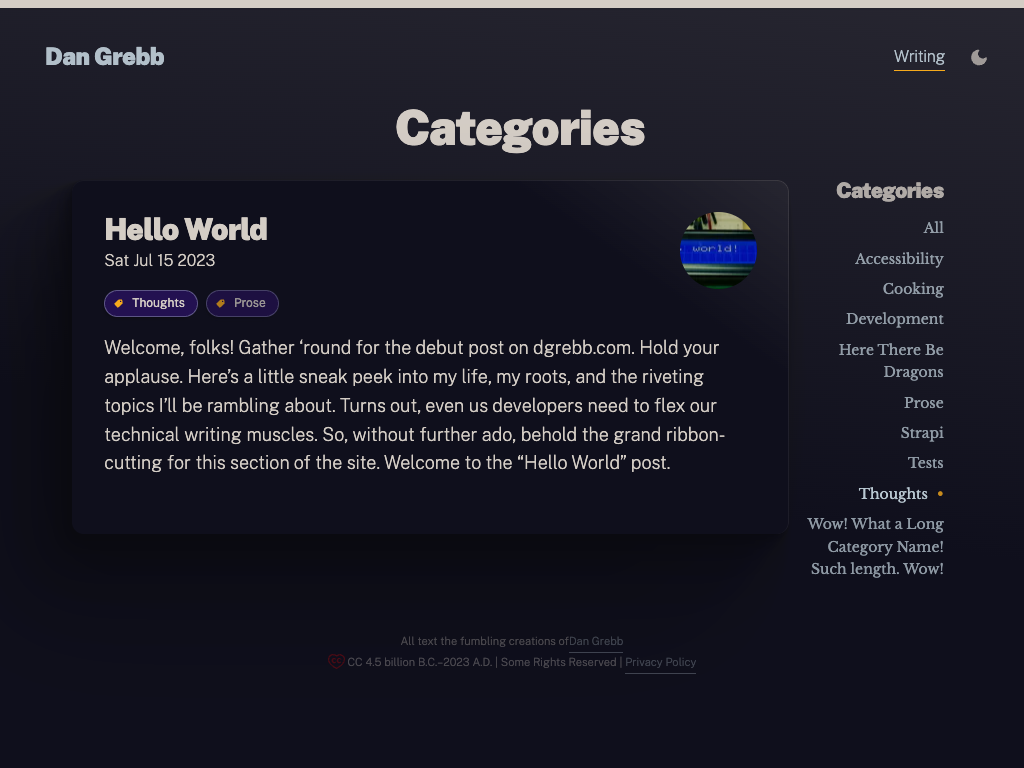 Dan Grebb
Writing
Categories
Hello World
Sat Jul 15 2023
world!
Thoughts
Prose
Welcome, folks! Gather ‘round for the debut post on dgrebb.com. Hold your
applause. Here’s a little sneak peek into my life, my roots, and the riveting
topics I’ll be rambling about. Turns out, even us developers need to flex our
technical writing muscles. So, without further ado, behold the grand ribbon-
cutting for this section of the site. Welcome to the “Hello World” post.
Categories
All
Accessibility
Cooking
Development
Here There Be
Dragons
Prose
Strapi
Tests
Thoughts •
Wow! What a Long
Category Name!
Such length. Wow!
All text the fumbling creations ofDan Grebb
CC 4.5 billion B.C.–2023 A.D. | Some Rights Reserved | Privacy Policy